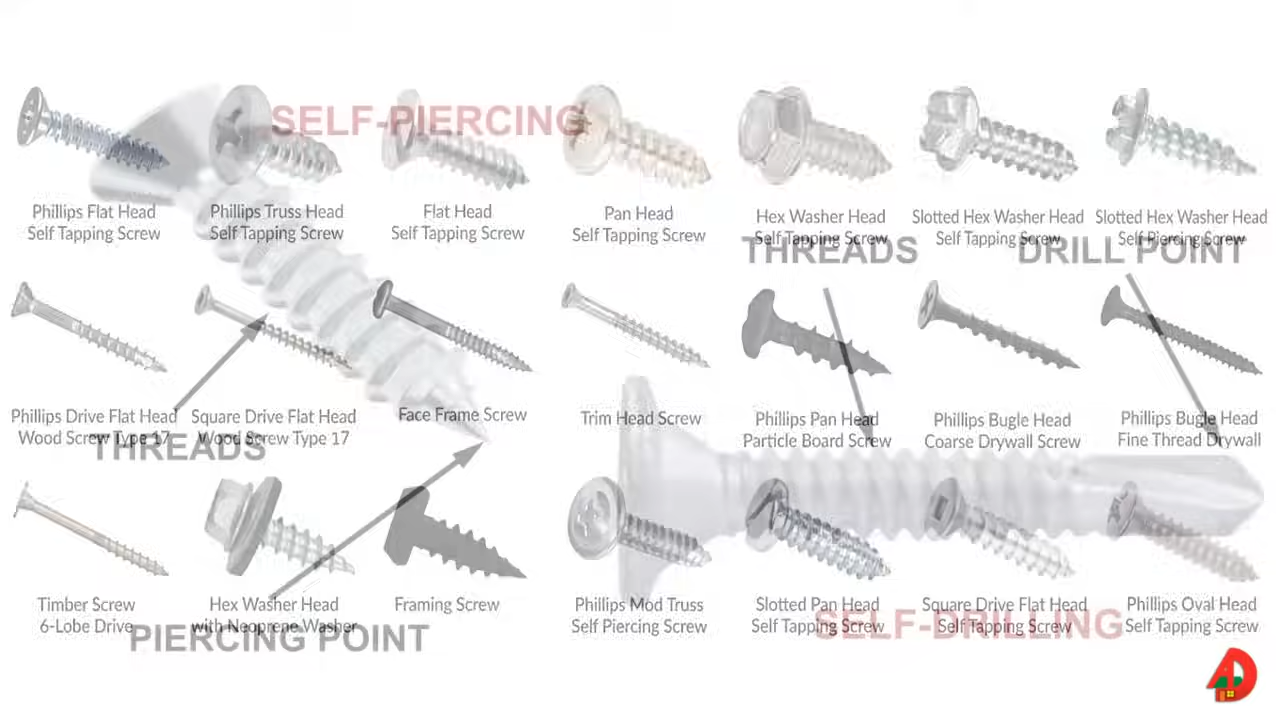 SELF-PIERCING
Phillips Flat Head
Self Tapping Screw
Phillips Truss Head
Self Tapping Screw
Flat Head
Self Tapping Screw
Pan Head
Self Tapping Screw
Hex Washer Head
Self Tapping Screw
Slotted Hex Washer Head
Self Tapping Screw
Slotted Hex Washer Head
Self Piercing Screw
THREADS
DRILL POINT
Phillips Drive Flat Head
Wood Screw Type 17
Square Drive Flat Head
Wood Screw Type 17
Face Frame Screw
Trim Head Screw
Phillips Pan Head
Particle Board Screw
Phillips Bugle Head
Coarse Drywall Screw
Phillips Bugle Head
Fine Thread Drywall
THREADS
Timber Screw
6-Lobe Drive
Hex Washer Head
with Neoprene Washer
Framing Screw
Phillips Mod Truss
Self Piercing Screw
Slotted Pan Head
Self Tapping Screw
Square Drive Flat Head
Self Tapping Screw
Phillips Oval Head
Self Tapping Screw
PIERCING POINT
SELF-DRILLING